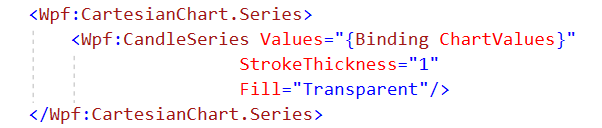 <Wpf:CartesianChart.Series>
<Wpf:CandleSeries Values="{Binding ChartValues}"
StrokeThickness="1"
Fill="Transparent"/>
</Wpf:CartesianChart.Series>